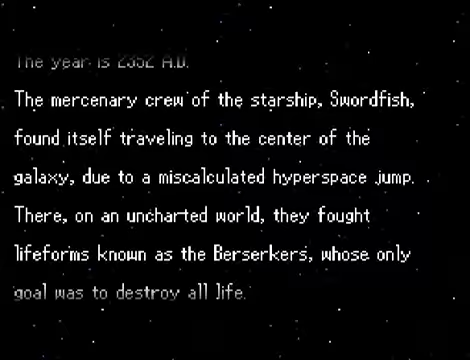 The year is 2352 A.D.
The mercenary crew of the starship, Swordfish,
found itself traveling to the center of the
galaxy, due to a miscalculated hyperspace jump.
There, on an uncharted world, they fought
lifeforms known as the Berserkers, whose only
goal was to destroy all life.